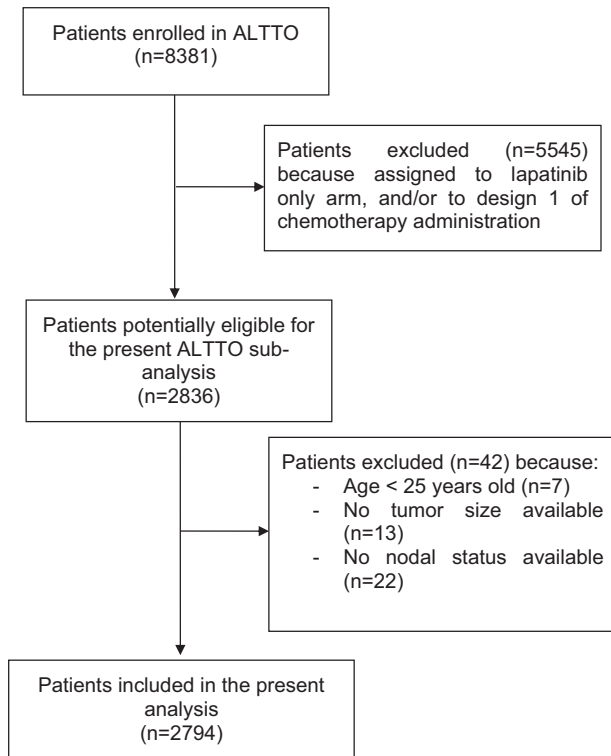 Patients enrolled in ALTTO
(n=8381)
Patients excluded (n=5545)
because assigned to lapatinib
only arm, and/or to design 1 of
chemotherapy administration
Patients potentially eligible for
the present ALTTO sub-
analysis
(n=2836)
Patients excluded (n=42) because:
- Age < 25 years old (n=7)
- No tumor size available
(n=13)
- No nodal status available
(n=22)
Patients included in the present
analysis
(n=2794)